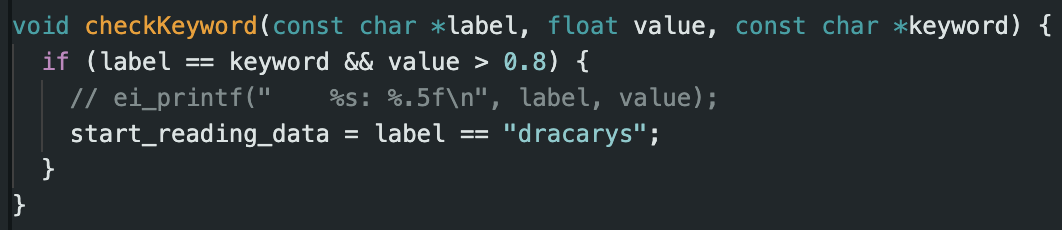 void checkKeyword(const char *label, float value, const char *keyword) {
  if (label == keyword && value > 0.8) {
    // ei_printf("    %s: %.5f\n", label, value);
    start_reading_data = label == "dracarys";
  }
}